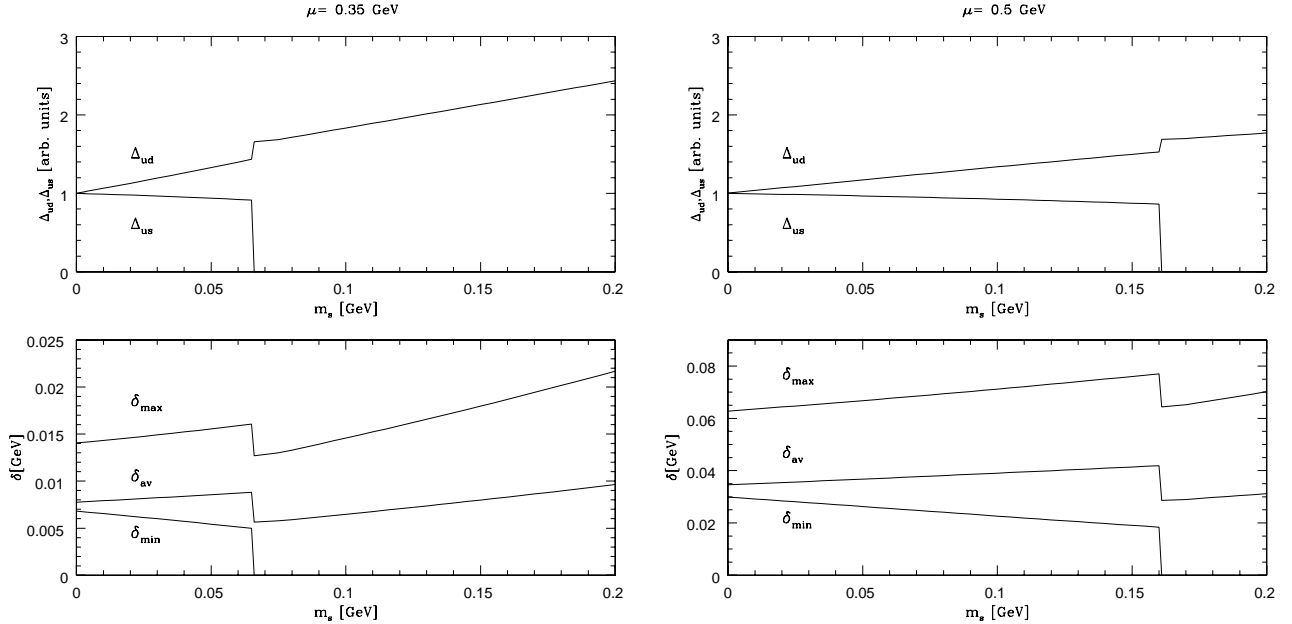 μ= 0.35 GeV
3
2
1
0
Δud,Δus [arb. units]
Δud
Δus
0 0.05 0.1 0.15 0.2
ms [GeV]
μ= 0.5 GeV
3
2
1
0
Δud,Δus [arb. units]
Δud
Δus
0 0.05 0.1 0.15 0.2
ms [GeV]
0.025
0.02
0.015
0.01
0.005
0
δ[GeV]
δmax
δav
δmin
0 0.05 0.1 0.15 0.2
ms [GeV]
0.08
0.06
0.04
0.02
0
δ[GeV]
δmax
δav
δmin
0 0.05 0.1 0.15 0.2
ms [GeV]